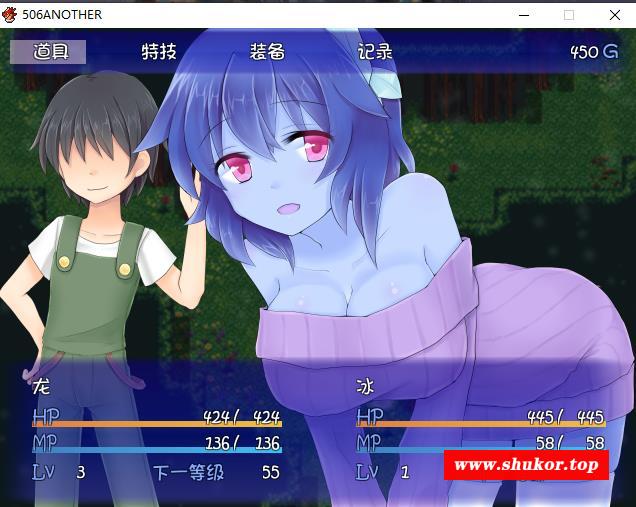 506ANOTHER
道具 特技 装备 记录 450 G
龙 冰
HP 424/ 424 HP 445/ 445
MP 136/ 136 MP 58/ 58
LV 3 下一等级 55 LV 1
www.shukor.top